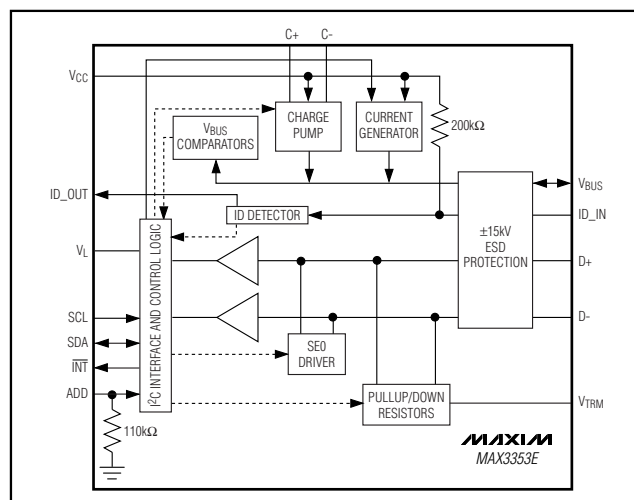 C+ C-
VCC
CHARGE
PUMP
CURRENT
GENERATOR
200kΩ
VBUS
COMPARATORS
VBUS
ID_OUT
ID DETECTOR
±15kV
ESD
PROTECTION
ID_IN
VL
I2C INTERFACE AND CONTROL LOGIC
D+
SCL
D-
SDA
SE0
DRIVER
INT
ADD
PULLUP/DOWN
RESISTORS
VTRM
110kΩ
MAXIM
MAX3353E